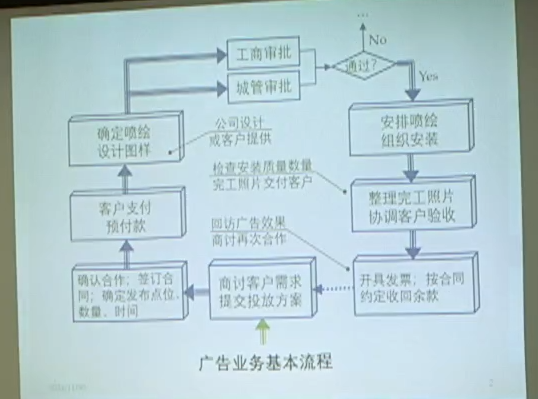 ...
No
工商审批
通过?
城管审批
Yes
确定喷绘
设计图样
公司设计
或客户提供
安排喷绘
组织安装
检查安装质量数量
完工照片交付客户
客户支付
预付款
整理完工照片
协调客户验收
回访广告效果
商讨再次合作
确认合作；签订合
同；确定发布点位、
数量、时间
商讨客户需求
提交投放方案
开具发票；按合同
约定收回余款
广告业务基本流程
2